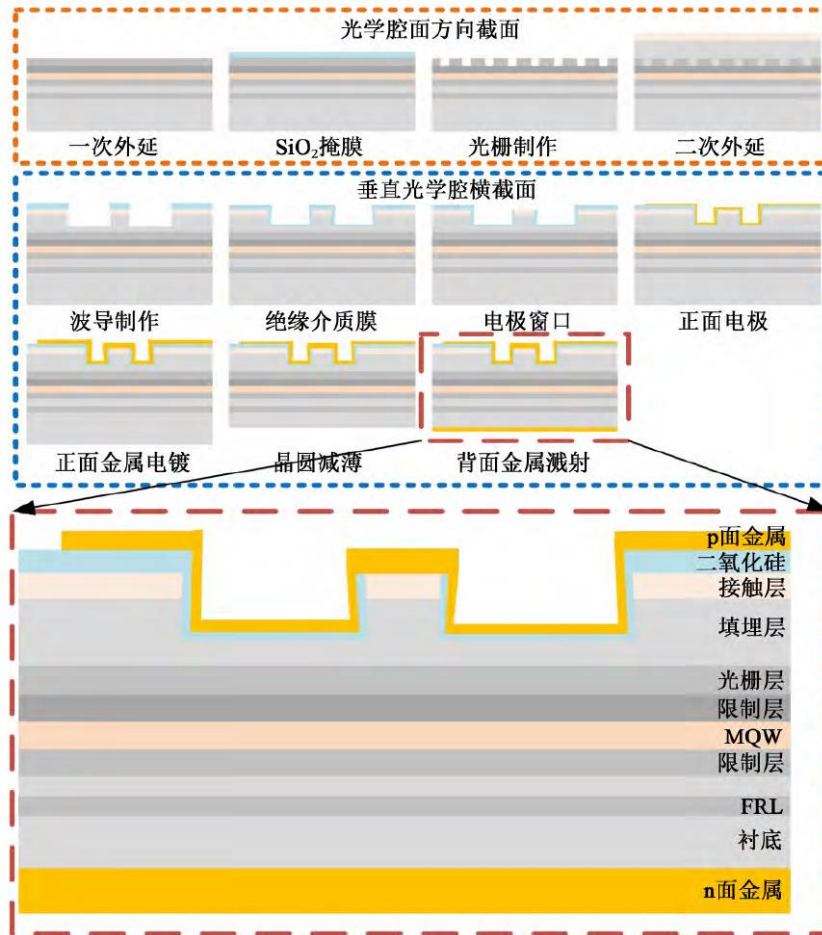 光学腔面方向截面
一次外延
SiO₂掩膜
光栅制作
二次外延
垂直光学腔横截面
波导制作
绝缘介质膜
电极窗口
正面电极
正面金属电镀
晶圆减薄
背面金属溅射
p面金属
二氧化硅
接触层
填埋层
光栅层
限制层
MQW
限制层
FRL
衬底
n面金属